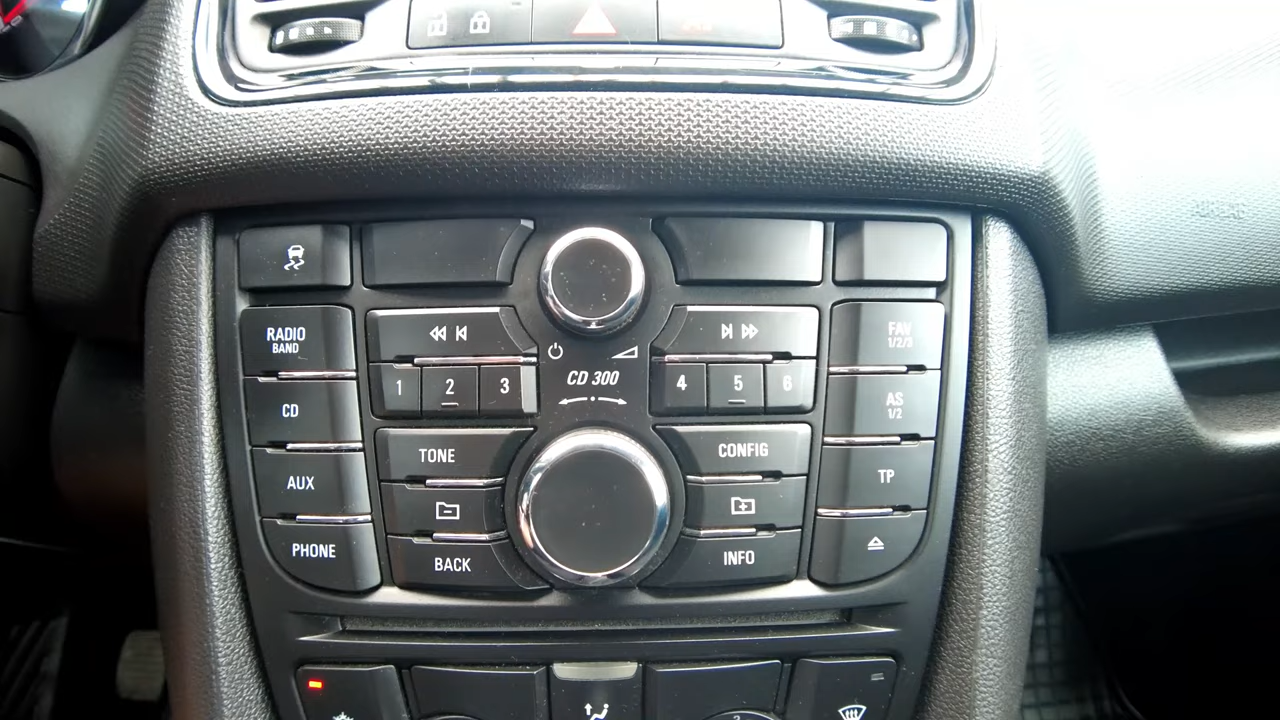 RADIO
BAND
FAV
1/2/3
1
2
3
CD 300
4
5
6
CD
AS
1/2
TONE
CONFIG
AUX
TP
PHONE
BACK
INFO